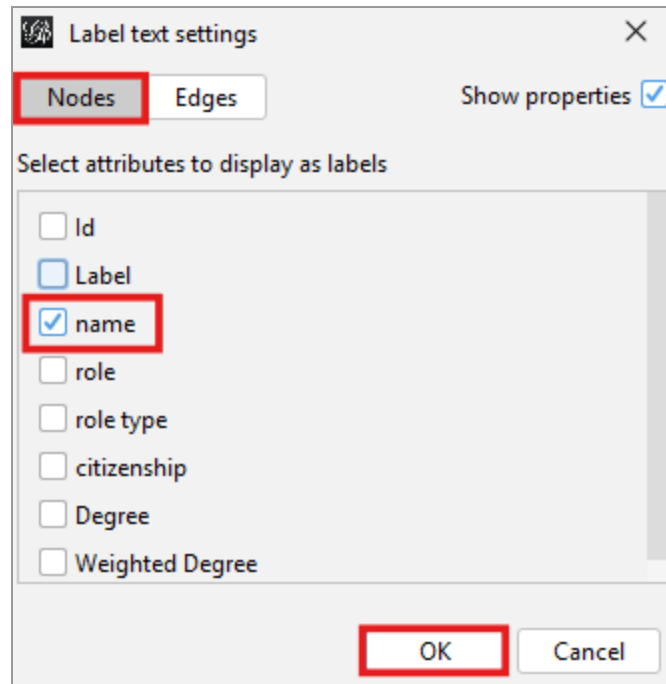 Label text settings
Nodes Edges Show properties
Select attributes to display as labels
Id
Label
name
role
role type
citizenship
Degree
Weighted Degree
OK Cancel